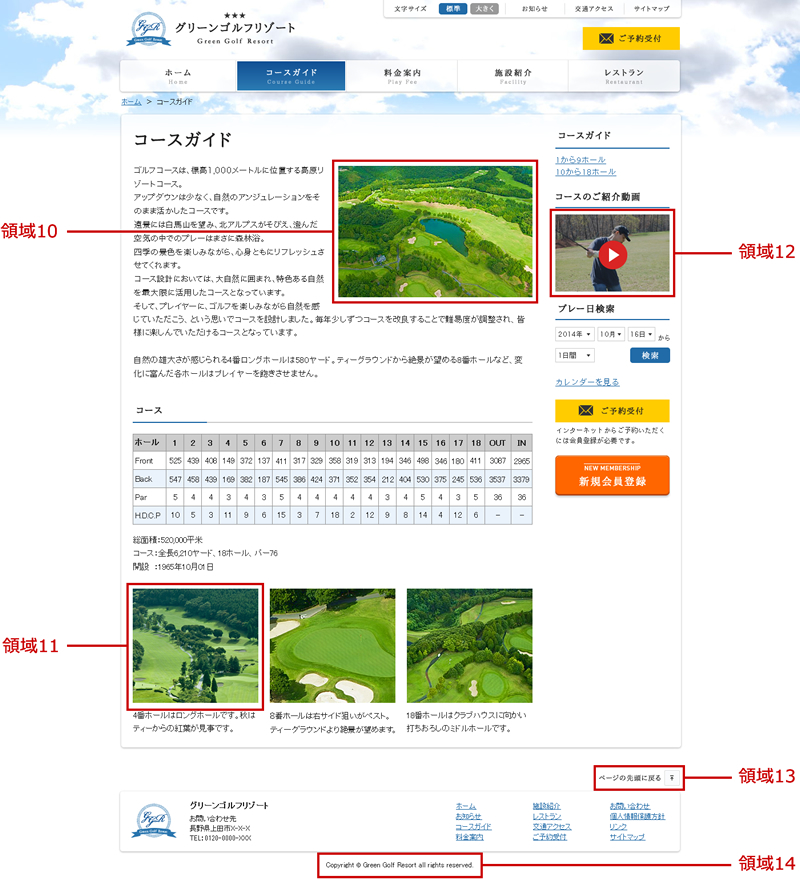 文字サイズ 標準 大きく お知らせ 交通アクセス サイトマップ
★★★
グリーンゴルフリゾート
Green Golf Resort
ご予約受付
ホーム コースガイド 料金案内 施設紹介 レストラン
Home Course Guide Play Fee Facility Restaurant
ホーム > コースガイド
コースガイド
ゴルフコースは、標高1,000メートルに位置する高原リ
ゾートコース。
アップダウンは少なく、自然のアンジュレーションをそ
のまま活かしたコースです。
遠景には白馬山を望み、北アルプスがそびえ、澄んだ
空気の中でのプレーはまさに森林浴。
四季の景色を楽しみながら、心身ともにリフレッシュさ
せてくれます。
コース設計においては、大自然に囲まれ、特色ある自然
を最大限に活用したコースとなっています。
そして、プレイヤーに、ゴルフを楽しみながら自然を感
じていただこう、という思いでコースを設計しました。毎年少しずつコースを改良することで難易度が調整され、皆
様に楽しんでいただけるコースとなっています。
自然の雄大さが感じられる4番ロングホールは580ヤード。ティーグラウンドから絶景が望める8番ホールなど、変
化に富んだ各ホールはプレイヤーを飽きさせません。
領域10
コース
ホール 1 2 3 4 5 6 7 8 9 10 11 12 13 14 15 16 17 18 OUT IN
Front 525 439 408 149 372 137 411 317 329 358 319 313 194 346 498 346 180 411 3087 2965
Back 547 458 439 169 382 187 545 386 424 371 352 354 212 404 530 375 245 536 3537 3379
Par 5 4 4 3 4 3 5 4 4 4 4 4 3 4 5 4 3 5 36 36
H.D.C.P 10 5 3 11 9 6 15 3 7 18 2 12 9 8 14 4 12 6 － －
総面積：520,000平米
コース：全長6,210ヤード、18ホール、パー76
開設 ：1965年10月01日
領域11
4番ホールはロングホールです。秋は
ティーからの紅葉が見事です。
8番ホールは右サイド狙いがベスト。
ティーグラウンドより絶景が望めます。
18番ホールはクラブハウスに向かい
打ちおろしのミドルホールです。
コースガイド
1から9ホール
10から18ホール
コースのご紹介動画
領域12
プレー日検索
2014年 10月 16日 から
1日間 検索
カレンダーを見る
ご予約受付
インターネットからご予約いただく
には会員登録が必要です。
NEW MEMBERSHIP
新規会員登録
ページの先頭に戻る
領域13
グリーンゴルフリゾート
お問い合わせ先
長野県上田市X-X-X
TEL:0120-0000-XXX
ホーム
お知らせ
コースガイド
料金案内
施設紹介
レストラン
交通アクセス
ご予約受付
お問い合わせ
個人情報保護方針
リンク
サイトマップ
Copyright © Green Golf Resort all rights reserved.
領域14